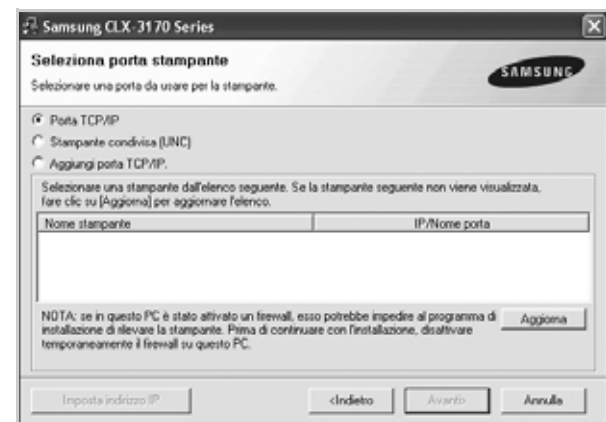 Samsung CLX-3170 Series
Seleziona porta stampante
Selezionare una porta da usare per la stampante.
SAMSUNG
Porta TCP/IP
Stampante condivisa (UNC)
Aggiungi porta TCP/IP.
Selezionare una stampante dall'elenco seguente. Se la stampante seguente non viene visualizzata,
fare clic su [Aggiorna] per aggiornare l'elenco.
Nome stampante
IP/Nome porta
NOTA: se in questo PC è stato attivato un firewall, esso potrebbe impedire al programma di
installazione di rilevare la stampante. Prima di continuare con l'installazione, disattivare
temporaneamente il firewall su questo PC.
Aggiorna
Imposta indirizzo IP
<Indietro
Avanti>
Annulla